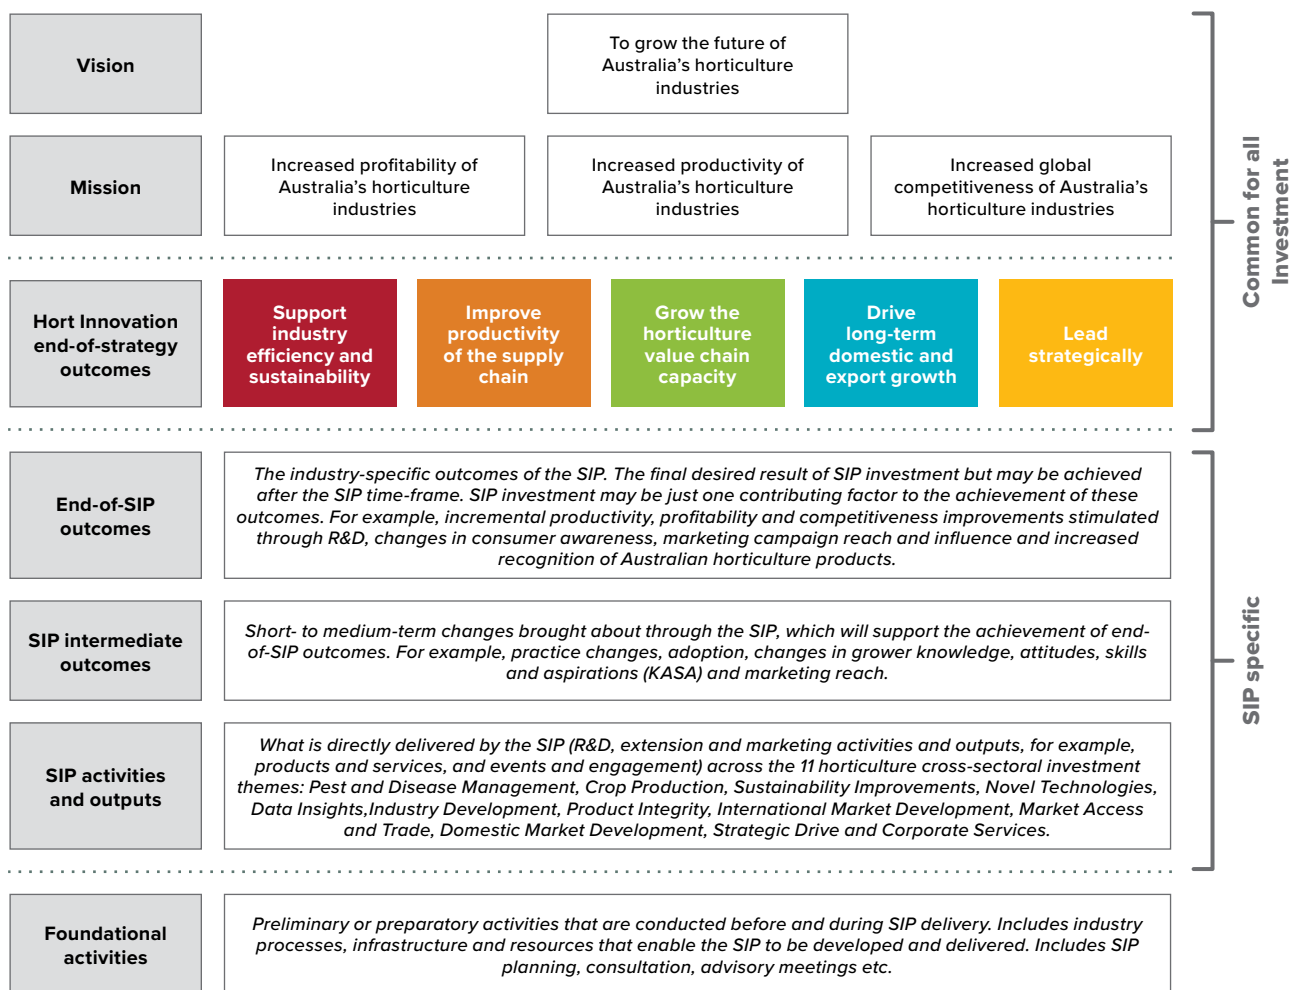 Vision
To grow the future of
Australia's horticulture
industries
Mission
Increased profitability of
Australia's horticulture
industries
Increased productivity of
Australia's horticulture
industries
Increased global
competitiveness of Australia's
horticulture industries
Common for all
Investment
Hort Innovation
end-of-strategy
outcomes
Support
industry
efficiency and
sustainability
Improve
productivity
of the supply
chain
Grow the
horticulture
value chain
capacity
Drive
long-term
domestic and
export growth
Lead
strategically
End-of-SIP
outcomes
The industry-specific outcomes of the SIP. The final desired result of SIP investment but may be achieved
after the SIP time-frame. SIP investment may be just one contributing factor to the achievement of these
outcomes. For example, incremental productivity, profitability and competitiveness improvements stimulated
through R&D, changes in consumer awareness, marketing campaign reach and influence and increased
recognition of Australian horticulture products.
SIP intermediate
outcomes
Short- to medium-term changes brought about through the SIP, which will support the achievement of end-
of-SIP outcomes. For example, practice changes, adoption, changes in grower knowledge, attitudes, skills
and aspirations (KASA) and marketing reach.
SIP specific
SIP activities
and outputs
What is directly delivered by the SIP (R&D, extension and marketing activities and outputs, for example,
products and services, and events and engagement) across the 11 horticulture cross-sectoral investment
themes: Pest and Disease Management, Crop Production, Sustainability Improvements, Novel Technologies,
Data Insights,Industry Development, Product Integrity, International Market Development, Market Access
and Trade, Domestic Market Development, Strategic Drive and Corporate Services.
Foundational
activities
Preliminary or preparatory activities that are conducted before and during SIP delivery. Includes industry
processes, infrastructure and resources that enable the SIP to be developed and delivered. Includes SIP
planning, consultation, advisory meetings etc.